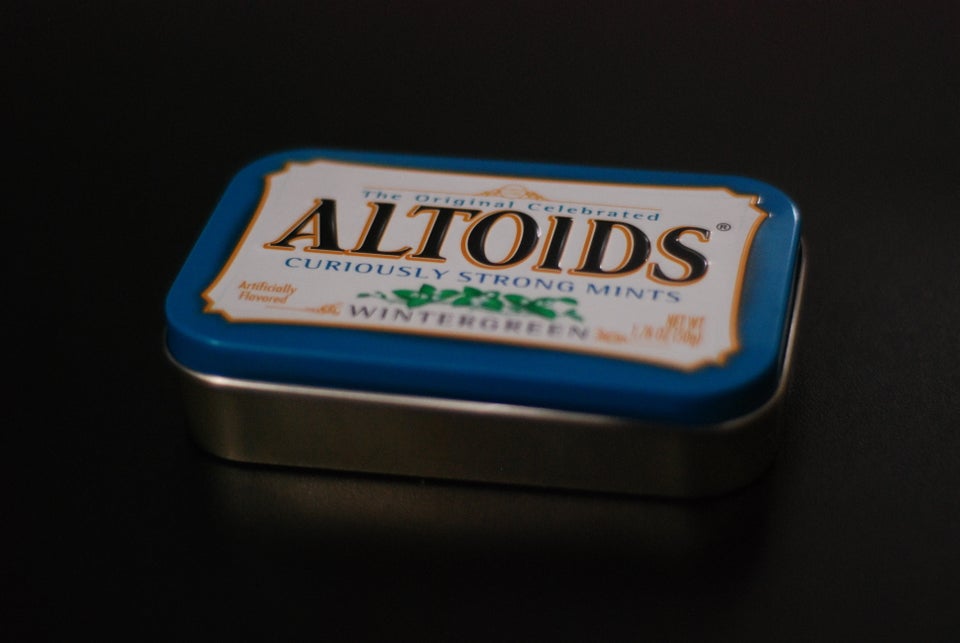 The Original Celebrated
ALTOIDS®
CURIOUSLY STRONG MINTS
Artificially
Flavored
WINTERGREEN
NET WT